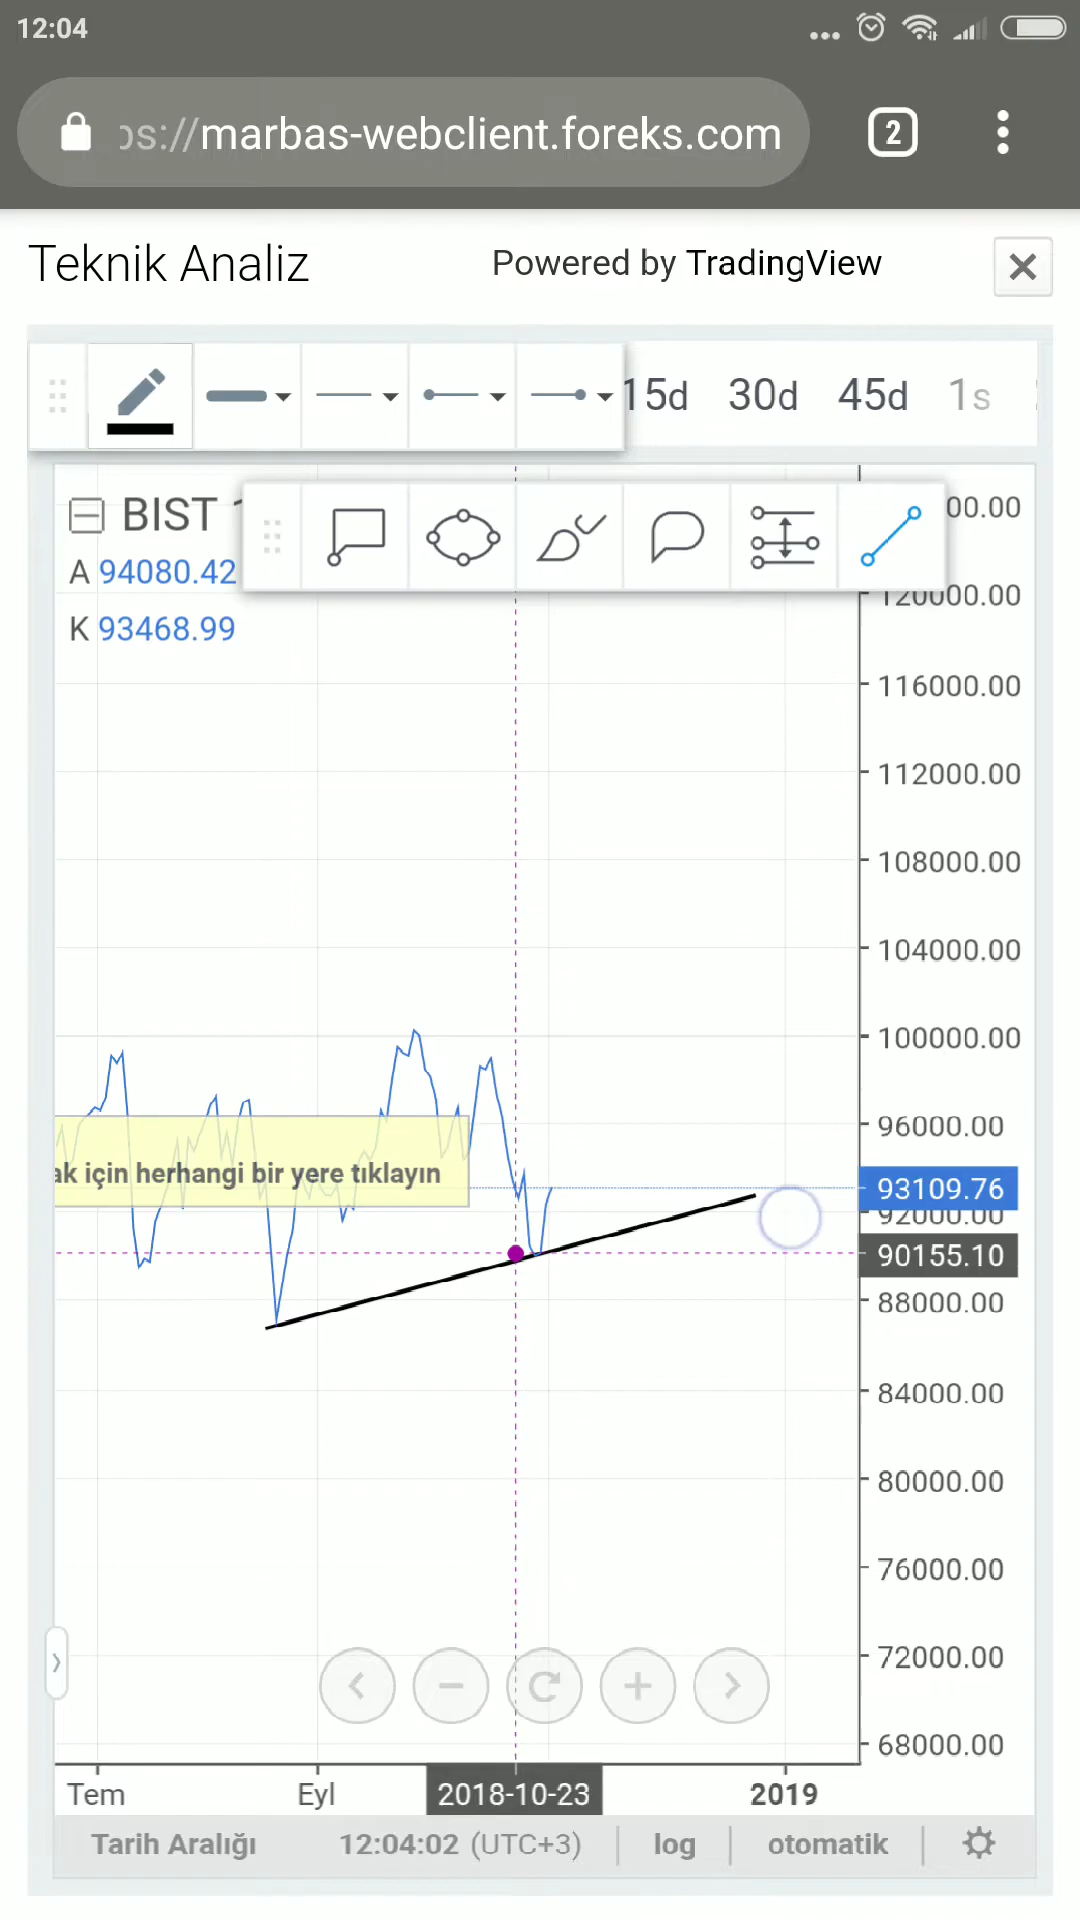 12:04
ps://marbas-webclient.foreks.com
2
Teknik Analiz
Powered by TradingView
15d 30d 45d 1s
BIST
A 94080.42
K 93468.99
00.00
120000.00
116000.00
112000.00
108000.00
104000.00
100000.00
96000.00
ak için herhangi bir yere tıklayın
93109.76
92000.00
90155.10
88000.00
84000.00
80000.00
76000.00
72000.00
68000.00
Tem Eyl 2018-10-23 2019
Tarih Aralığı 12:04:02 (UTC+3) log otomatik